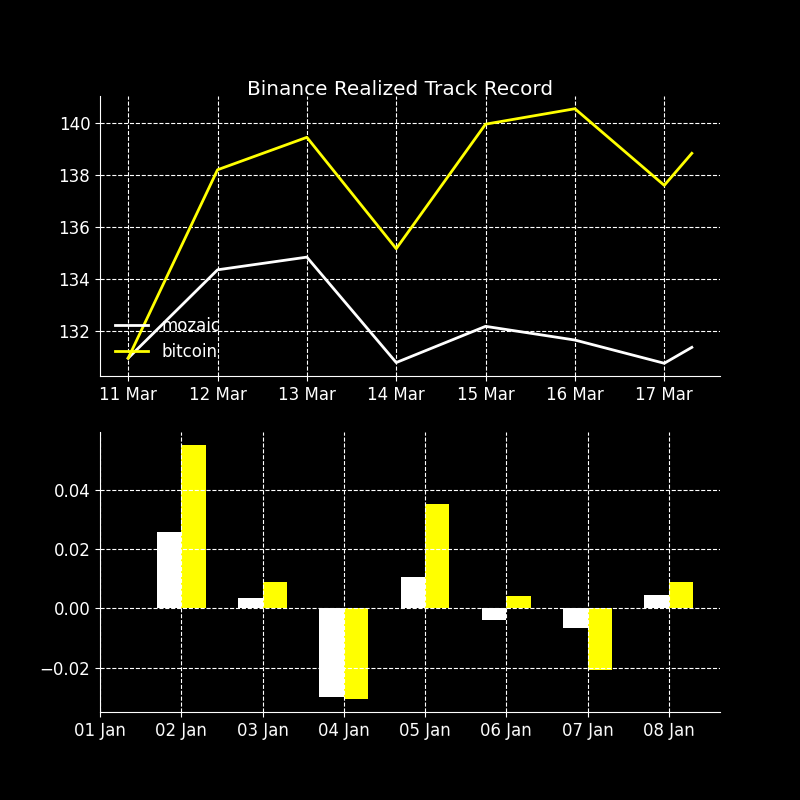 Binance Realized Track Record
140
138
136
134
132
mozaic
bitcoin
11 Mar 12 Mar 13 Mar 14 Mar 15 Mar 16 Mar 17 Mar
0.04
0.02
0.00
−0.02
01 Jan 02 Jan 03 Jan 04 Jan 05 Jan 06 Jan 07 Jan 08 Jan